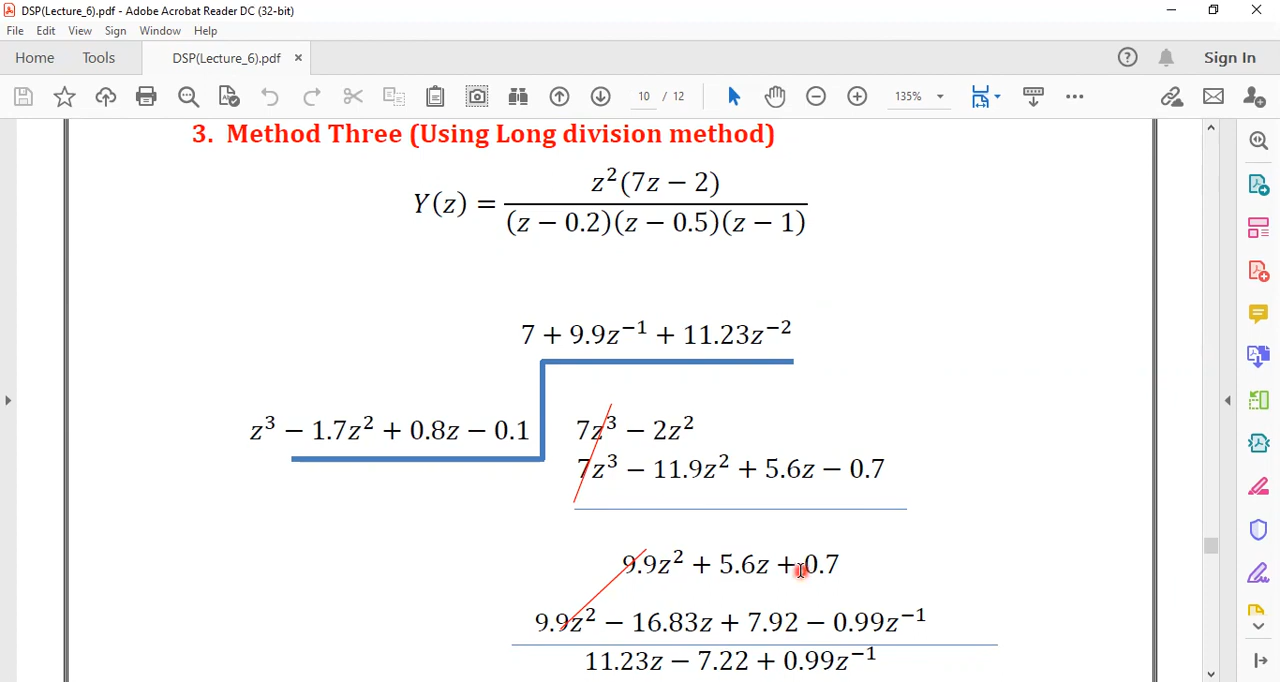 DSP(Lecture_6).pdf - Adobe Acrobat Reader DC (32-bit)
File Edit View Sign Window Help
Home Tools DSP(Lecture_6).pdf × Sign In
10 / 12 135%
3. Method Three (Using Long division method)
Y(z) = z²(7z − 2) / (z − 0.2)(z − 0.5)(z − 1)
7 + 9.9z⁻¹ + 11.23z⁻²
z³ − 1.7z² + 0.8z − 0.1 7z³ − 2z²
7z³ − 11.9z² + 5.6z − 0.7
9.9z² + 5.6z + 0.7
9.9z² − 16.83z + 7.92 − 0.99z⁻¹
11.23z − 7.22 + 0.99z⁻¹